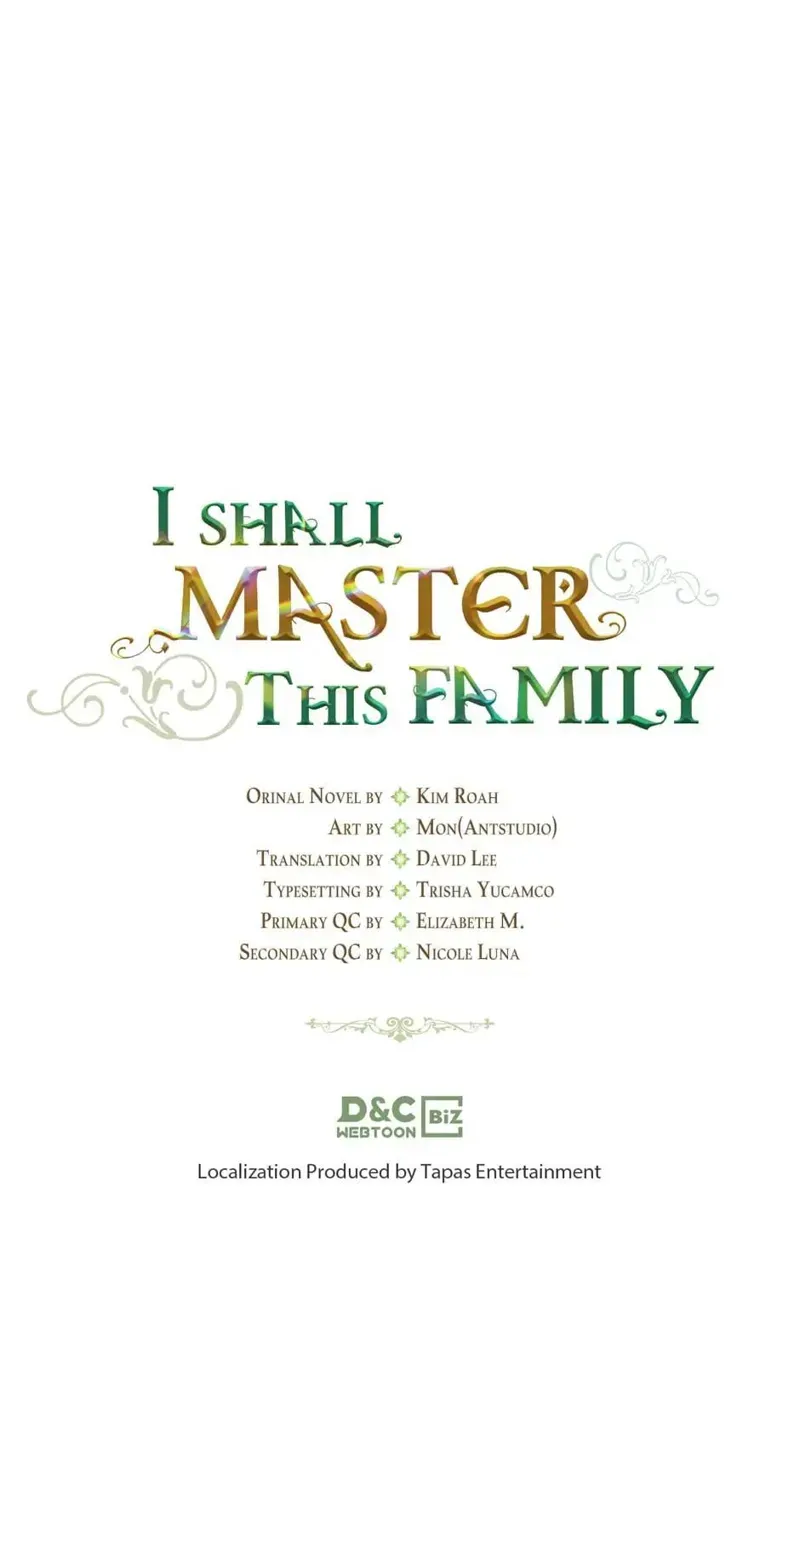 I SHALL
MASTER
THIS FAMILY
ORINAL NOVEL BY KIM ROAH
ART BY MON(ANTSTUDIO)
TRANSLATION BY DAVID LEE
TYPESETTING BY TRISHA YUCAMCO
PRIMARY QC BY ELIZABETH M.
SECONDARY QC BY NICOLE LUNA
D&C
WEBTOON BiZ
Localization Produced by Tapas Entertainment